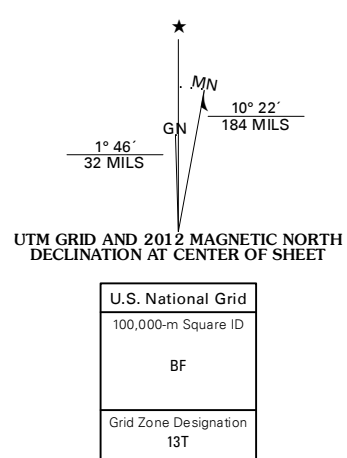 ★
MN
GN
10° 22´
184 MILS
1° 46´
32 MILS
UTM GRID AND 2012 MAGNETIC NORTH
DECLINATION AT CENTER OF SHEET
U.S. National Grid
100,000-m Square ID
BF
Grid Zone Designation
13T